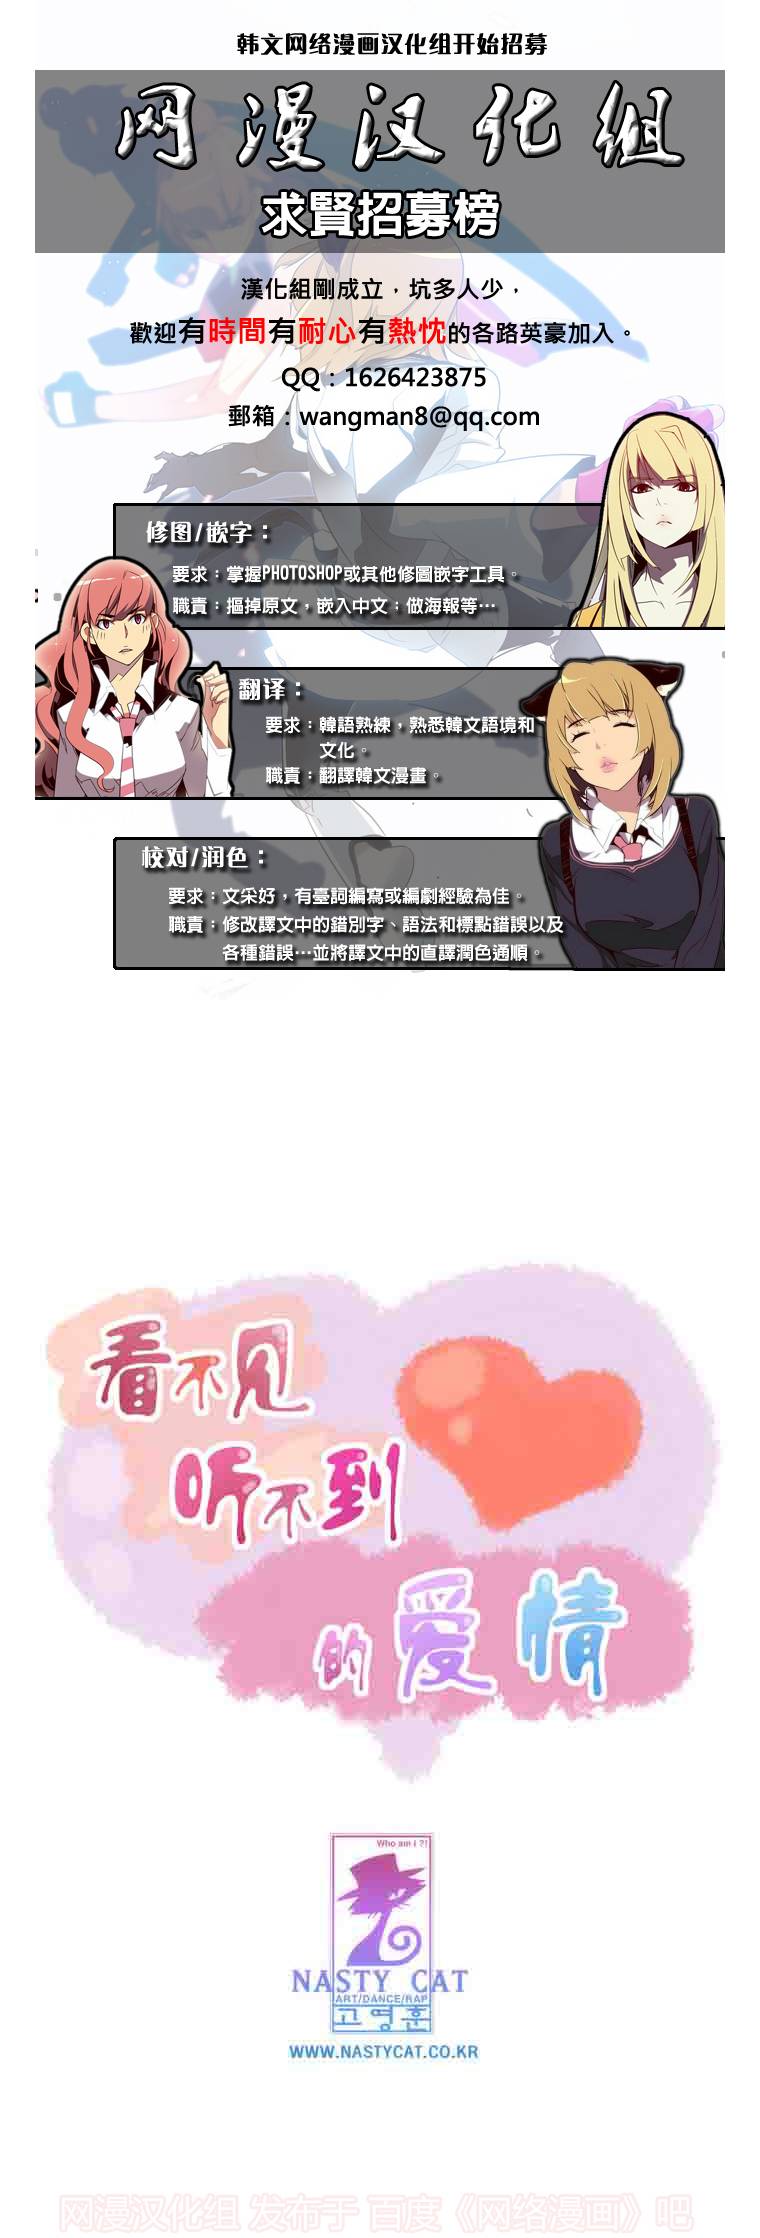 韩文网络漫画汉化组开始招募
网漫汉化组
求賢招募榜
漢化組剛成立，坑多人少，
歡迎有時間有耐心有熱忱的各路英豪加入。
QQ：1626423875
郵箱：wangman8@qq.com
修图/嵌字：
要求：掌握PHOTOSHOP或其他修圖嵌字工具。
職責：摳掉原文，嵌入中文；做海報等…
翻译：
要求：韓語熟練，熟悉韓文語境和
文化。
職責：翻譯韓文漫畫。
校对/润色：
要求：文采好，有臺詞編寫或編劇經驗為佳。
職責：修改譯文中的錯別字、語法和標點錯誤以及
各種錯誤…並將譯文中的直譯潤色通順。
看不见
听不到
的爱情
Who am I ?!
NASTY CAT
ART/DANCE/RAP
고영훈
WWW.NASTYCAT.CO.KR
网漫汉化组 发布于 百度《网络漫画》吧